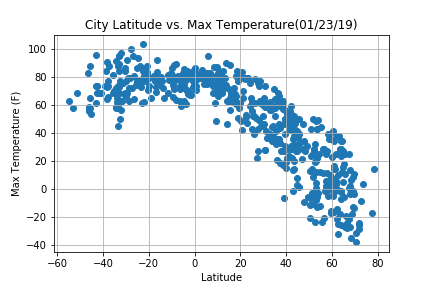 City Latitude vs. Max Temperature(01/23/19)
100
80
60
40
20
0
−20
−40
Max Temperature (F)
−60 −40 −20 0 20 40 60 80
Latitude